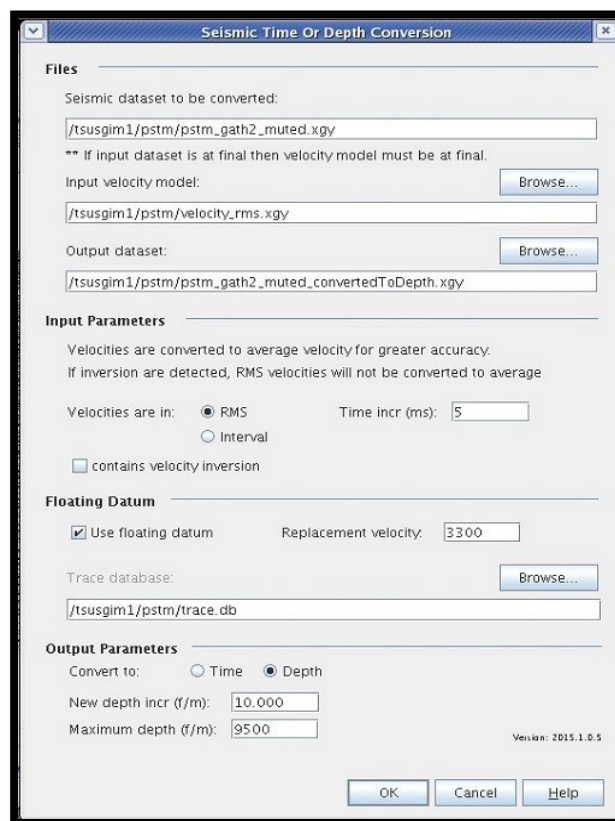 Seismic Time Or Depth Conversion
Files
Seismic dataset to be converted:
/tsusgim1/pstm/pstm_gath2_muted.xgy
** If input dataset is at final then velocity model must be at final.
Input velocity model: Browse...
/tsusgim1/pstm/velocity_rms.xgy
Output dataset: Browse...
/tsusgim1/pstm/pstm_gath2_muted_convertedToDepth.xgy
Input Parameters
Velocities are converted to average velocity for greater accuracy.
If inversion are detected, RMS velocities will not be converted to average
Velocities are in: RMS Time incr (ms): 5
Interval
contains velocity inversion
Floating Datum
Use floating datum Replacement velocity: 3300
Trace database: Browse...
/tsusgim1/pstm/trace.db
Output Parameters
Convert to: Time Depth
New depth incr (f/m): 10.000
Maximum depth (f/m): 9500
Version: 2015.1.0.5
OK Cancel Help